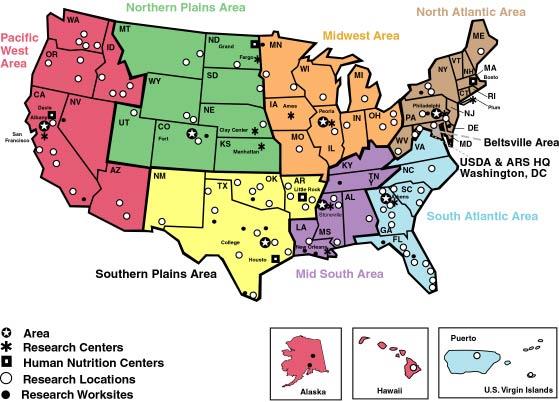 Northern Plains Area
North Atlantic Area
Pacific
West
Area
Midwest Area
WA
MT
ND
Grand
Fargo
MN
ME
OR
ID
SD
WI
MI
VT
NY
NH
MA
Bosto
WY
IA
Ames
CT
RI
Plum
CA
Davis
Albany
NV
NE
Peoria
IN
OH
PA
Philadelphi
NJ
San
Francisco
UT
CO
Fort
Clay Center
KS
Manhattan
MO
IL
WV
VA
DE
MD
Beltsville Area
USDA & ARS HQ
Washington, DC
KY
AZ
NM
TX
OK
AR
Little Rock
TN
NC
SC
Athens
Stoneville
AL
GA
South Atlantic Area
College
Housto
LA
MS
New Orleans
FL
Southern Plains Area
Mid South Area
Area
Research Centers
Human Nutrition Centers
Research Locations
Research Worksites
Alaska
Hawaii
Puerto
U.S. Virgin Islands